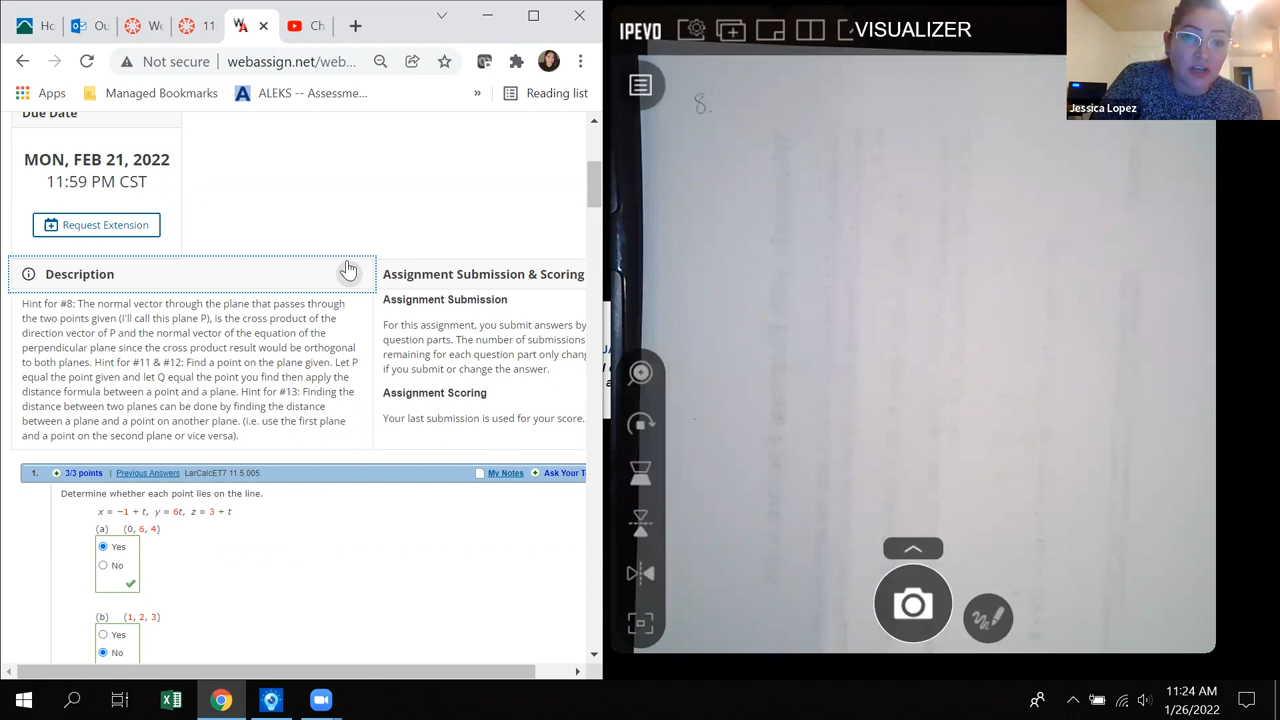 Ho
Ou
We
11
Ch
IPEVO
VISUALIZER
Not secure
webassign.net/web...
Jessica Lopez
Apps
Managed Bookmarks
ALEKS -- Assessme...
»
Reading list
8.
Due Date
MON, FEB 21, 2022
11:59 PM CST
Request Extension
Description
Assignment Submission & Scoring
Hint for #8: The normal vector through the plane that passes through
the two points given (I'll call this plane P), is the cross product of the
direction vector of P and the normal vector of the equation of the
perpendicular plane since the cross product result would be orthogonal
to both planes. Hint for #11 & #12: Find a point on the plane given. Let P
equal the point given and let Q equal the point you find then apply the
distance formula between a point and a plane. (Hint for #13: Finding the
distance between two planes can be done by finding the distance
between a plane and a point on another plane. (i.e. use the first plane
and a point on the second plane or vice versa).
Assignment Submission
For this assignment, you submit answers by
question parts. The number of submissions
remaining for each question part only chang
if you submit or change the answer.
Assignment Scoring
Your last submission is used for your score.
1. 3/3 points | Previous Answers LarCalcET7 11.5.005.
My Notes
Ask Your T
Determine whether each point lies on the line.
x = −1 + t, y = 6t, z = 3 + t
(a) (0, 6, 4)
Yes
No
(b) (1, 2, 3)
Yes
No
11:24 AM
1/26/2022